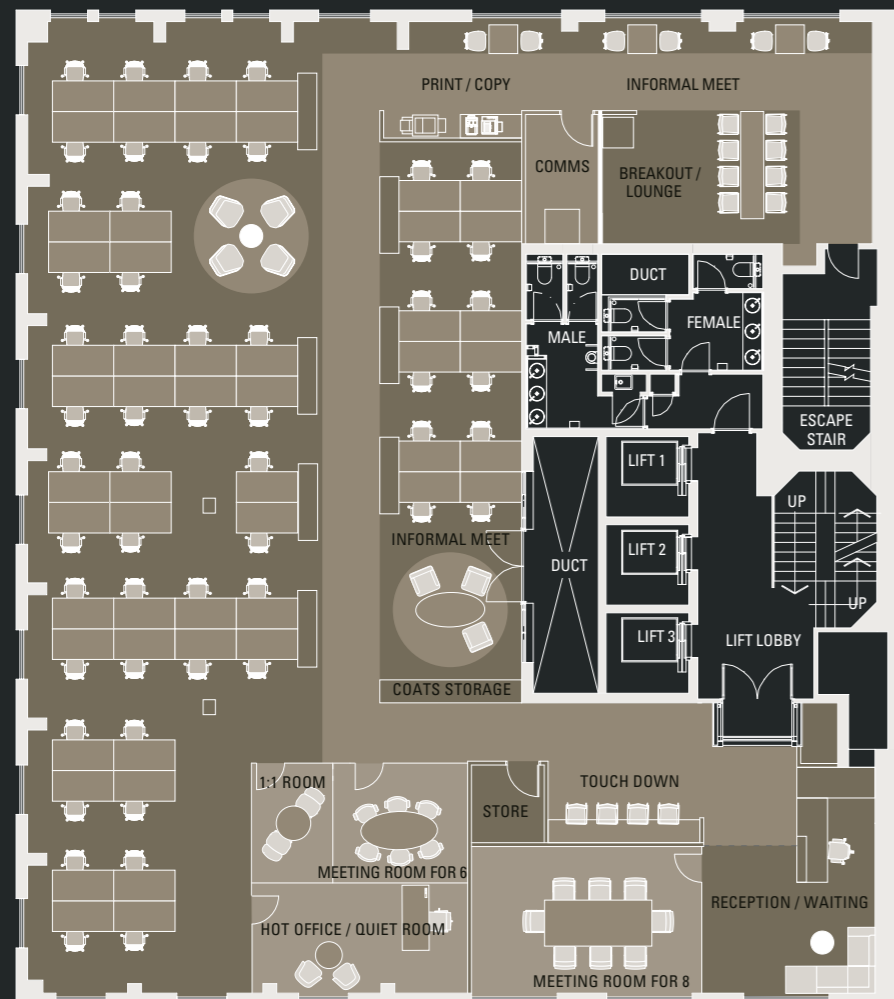 PRINT / COPY
INFORMAL MEET
COMMS
BREAKOUT /
LOUNGE
DUCT
MALE
FEMALE
ESCAPE
STAIR
LIFT 1
UP
INFORMAL MEET
LIFT 2
DUCT
UP
LIFT 3
LIFT LOBBY
COATS STORAGE
1:1 ROOM
TOUCH DOWN
STORE
MEETING ROOM FOR 6
RECEPTION / WAITING
HOT OFFICE / QUIET ROOM
MEETING ROOM FOR 8